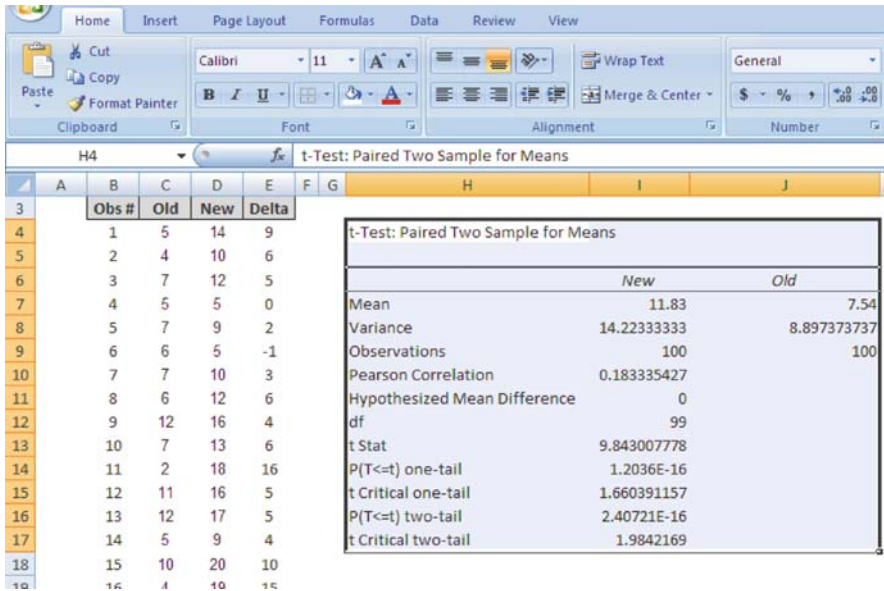 Home Insert Page Layout Formulas Data Review View
Cut
Calibri 11 A A Wrap Text General
Copy
Paste
Format Painter B I U A Merge & Center $ % , .00 .0 .00
Clipboard Font Alignment Number
H4 fx t-Test: Paired Two Sample for Means
A B C D E F G H I J
3 Obs # Old New Delta
4 1 5 14 9 t-Test: Paired Two Sample for Means
5 2 4 10 6
6 3 7 12 5 New Old
7 4 5 5 0 Mean 11.83 7.54
8 5 7 9 2 Variance 14.22333333 8.897373737
9 6 6 5 -1 Observations 100 100
10 7 7 10 3 Pearson Correlation 0.183335427
11 8 6 12 6 Hypothesized Mean Difference 0
12 9 12 16 4 df 99
13 10 7 13 6 t Stat 9.843007778
14 11 2 18 16 P(T<=t) one-tail 1.2036E-16
15 12 11 16 5 t Critical one-tail 1.660391157
16 13 12 17 5 P(T<=t) two-tail 2.40721E-16
17 14 5 9 4 t Critical two-tail 1.9842169
18 15 10 20 10
19 16 4 19 15